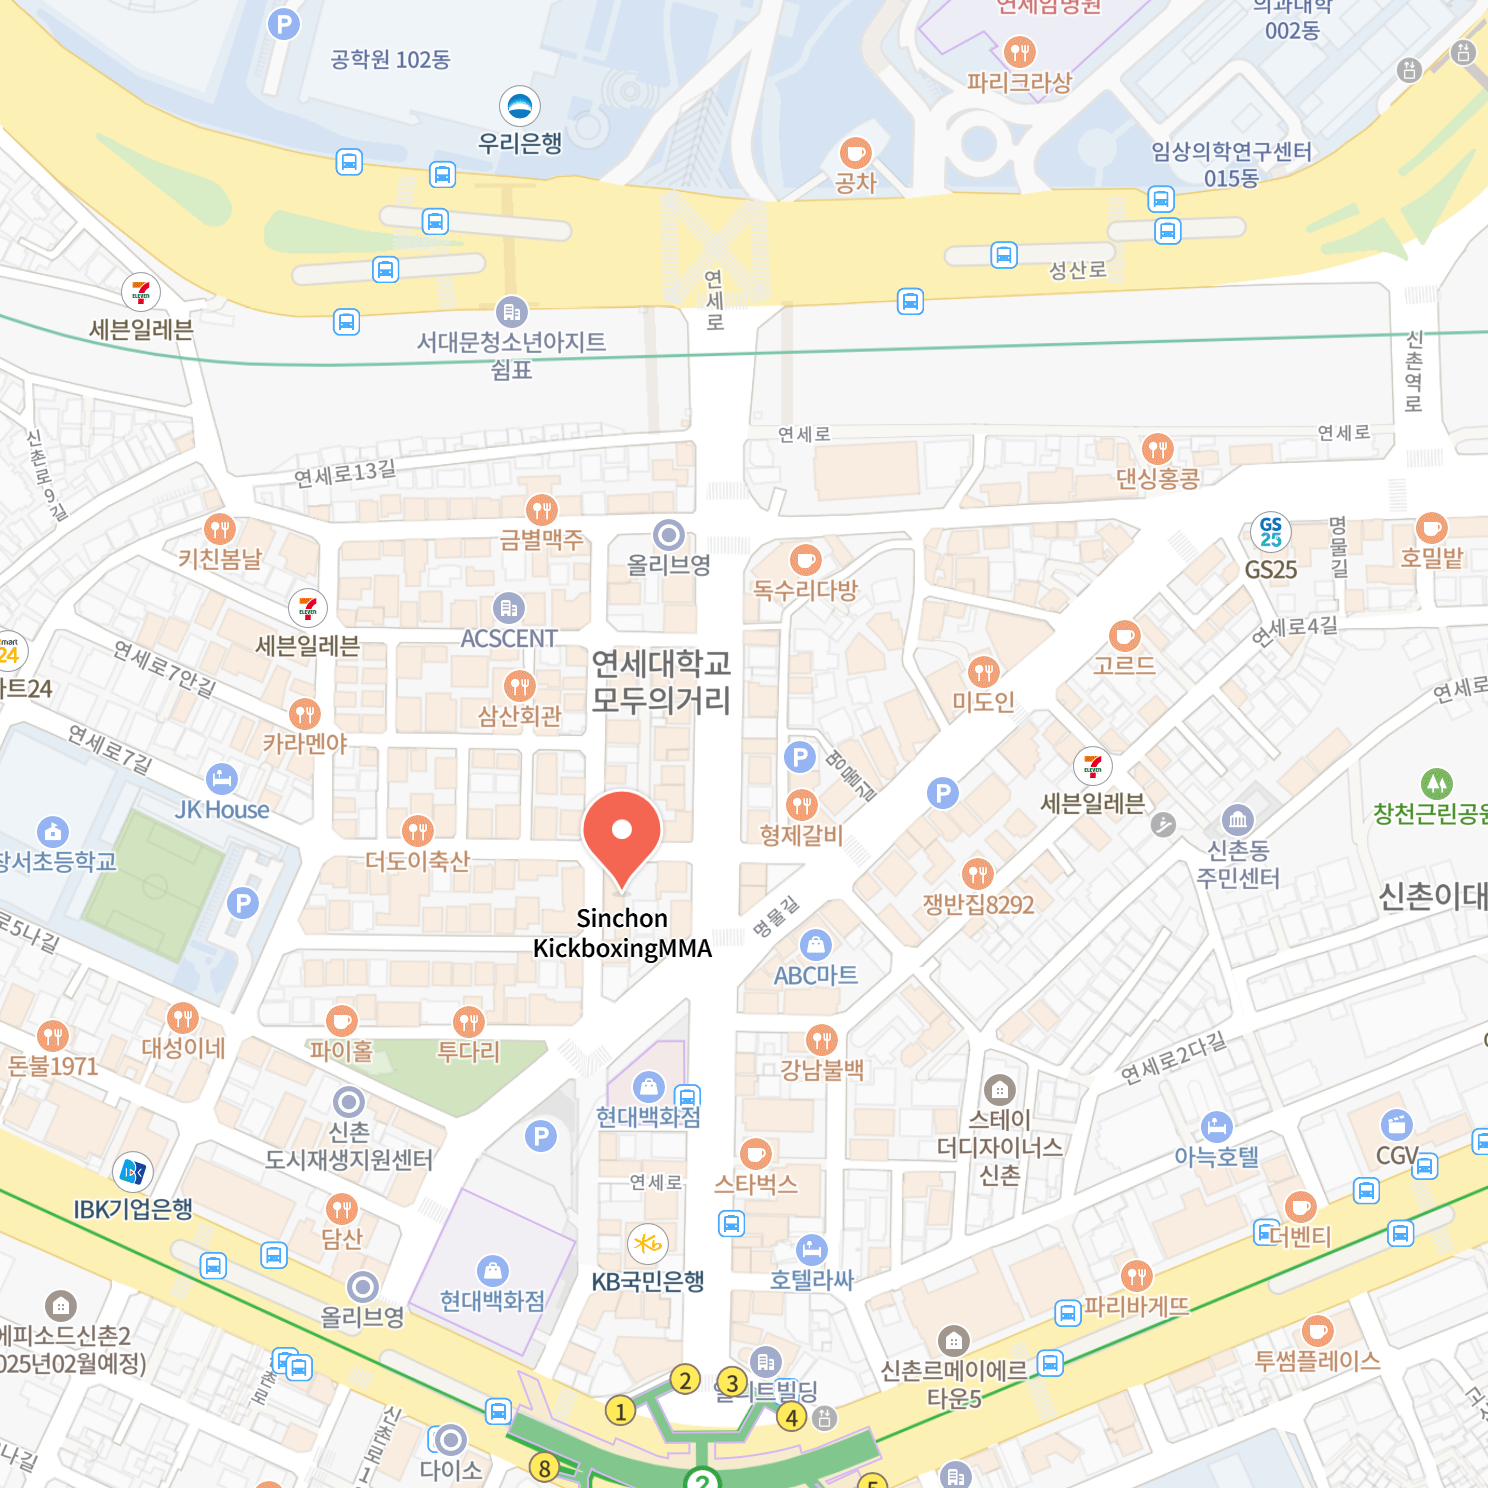 연세암병원
의과대학
002동
공학원 102동
P
파리크라상
우리은행
임상의학연구센터
015동
공차
성산로
연세로
세븐일레븐
서대문청소년아지트
쉼표
신촌역로
연세로
연세로
신촌로9길
연세로13길
댄싱홍콩
키친봄날
금별맥주
올리브영
독수리다방
GS25
GS25
명물길
호밀밭
세븐일레븐
ACSCENT
연세대학교
모두의거리
고르드
연세로4길
24
마트24
연세로7안길
카라멘야
삼산회관
미도인
연세로
연세로7길
JK House
P
명물길
P
세븐일레븐
창서초등학교
더도이축산
형제갈비
신촌동
주민센터
창천근린공원
P
쟁반집8292
신촌이대
로5나길
Sinchon
KickboxingMMA
명물길
ABC마트
돈불1971
대성이네
파이홀
투다리
강남불백
연세로2다길
현대백화점
신촌
도시재생지원센터
P
스테이
더디자이너스
신촌
아늑호텔
CGV
IBK기업은행
담산
연세로
스타벅스
더벤티
KB국민은행
호텔라싸
현대백화점
올리브영
파리바게뜨
에피소드신촌2
(2025년02월예정)
신촌르메이에르
타운5
투썸플레이스
1
2
3
4
다이소
8
2
5